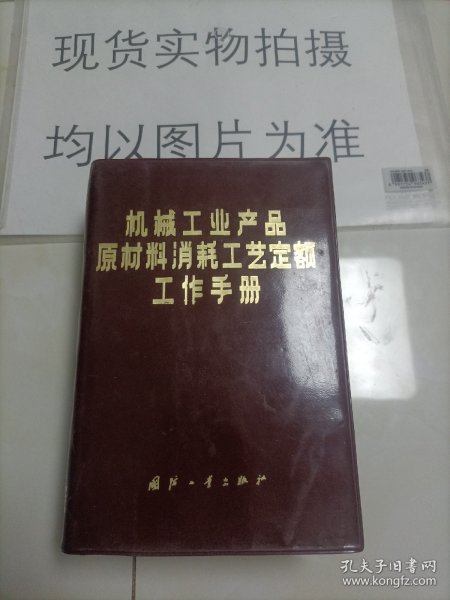 现货实物拍摄
均以图片为准
机械工业产品
原材料消耗工艺定额
工作手册
国防工业出版社
孔夫子旧书网
www.kongfz.com